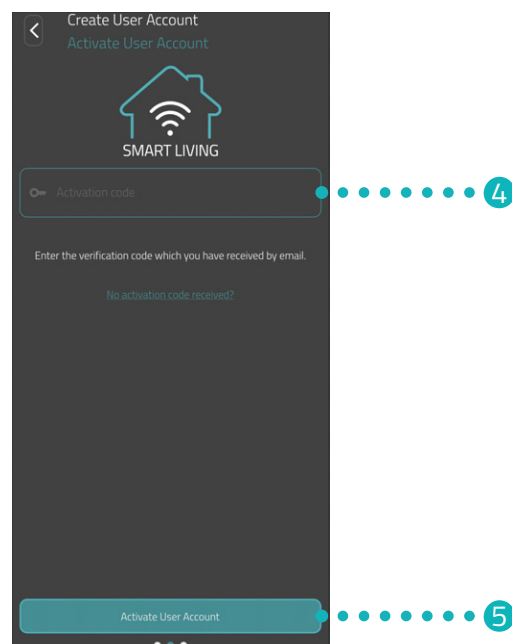 Create User Account
Activate User Account
SMART LIVING
Activation code
4
Enter the verification code which you have received by email.
No activation code received?
Activate User Account
5